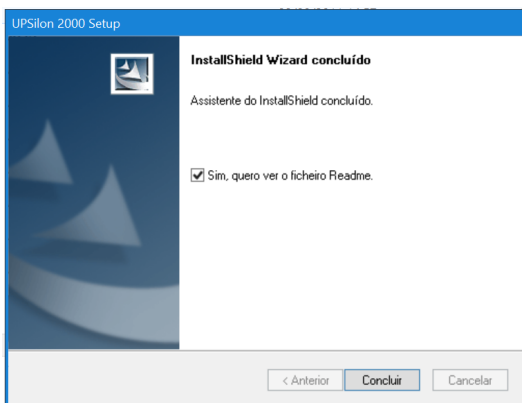 UPSilon 2000 Setup
InstallShield Wizard concluído
Assistente do InstallShield concluído.
Sim, quero ver o ficheiro Readme.
< Anterior
Concluir
Cancelar